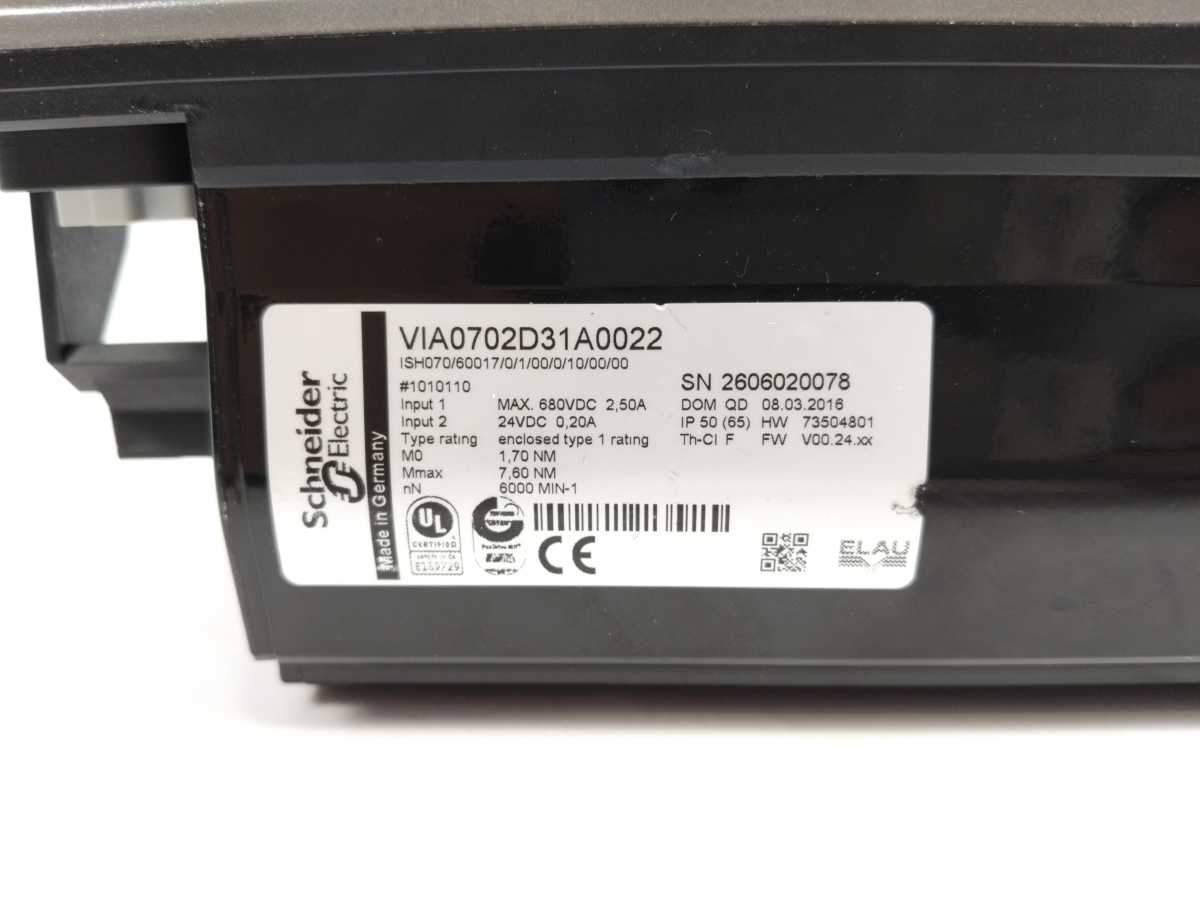 Schneider
Electric
Made in Germany
VIA0702D31A0022
ISH070/60017/0/1/00/0/10/00/00
#1010110
SN 2606020078
Input 1 MAX. 680VDC 2,50A DOM QD 08.03.2016
Input 2 24VDC 0,20A IP 50 (65) HW 73504801
Type rating enclosed type 1 rating Th-Cl F FW V00.24.xx
M0 1,70 NM
Mmax 7,60 NM
nN 6000 MIN-1
UL
CERTIFIED
E153729
CE
ELAU